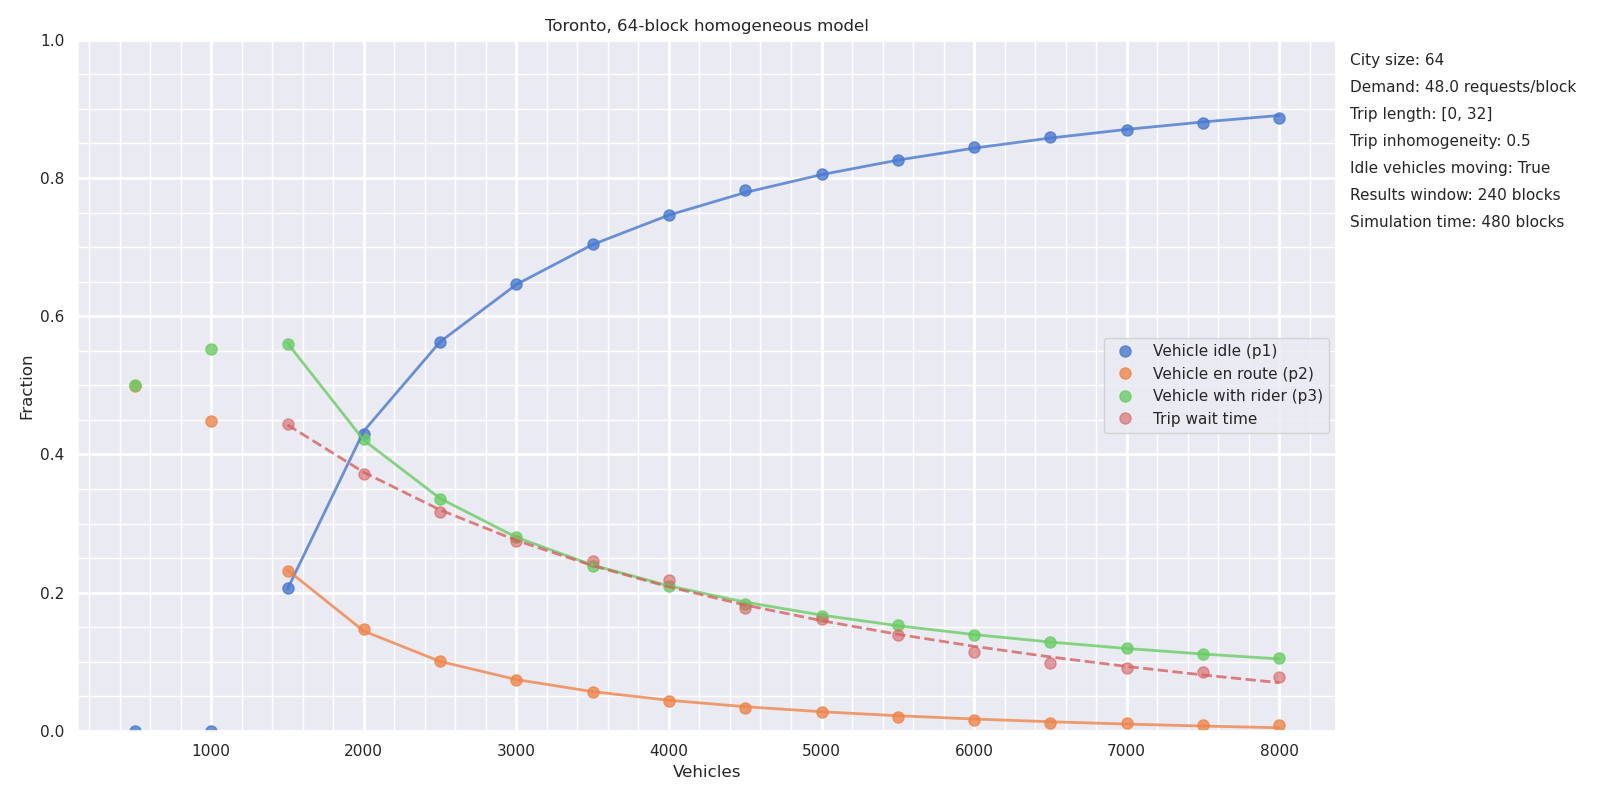 Toronto, 64-block homogeneous model
1.0
0.8
0.6
0.4
0.2
0.0
Fraction
1000 2000 3000 4000 5000 6000 7000 8000
Vehicles
Vehicle idle (p1)
Vehicle en route (p2)
Vehicle with rider (p3)
Trip wait time
City size: 64
Demand: 48.0 requests/block
Trip length: [0, 32]
Trip inhomogeneity: 0.5
Idle vehicles moving: True
Results window: 240 blocks
Simulation time: 480 blocks